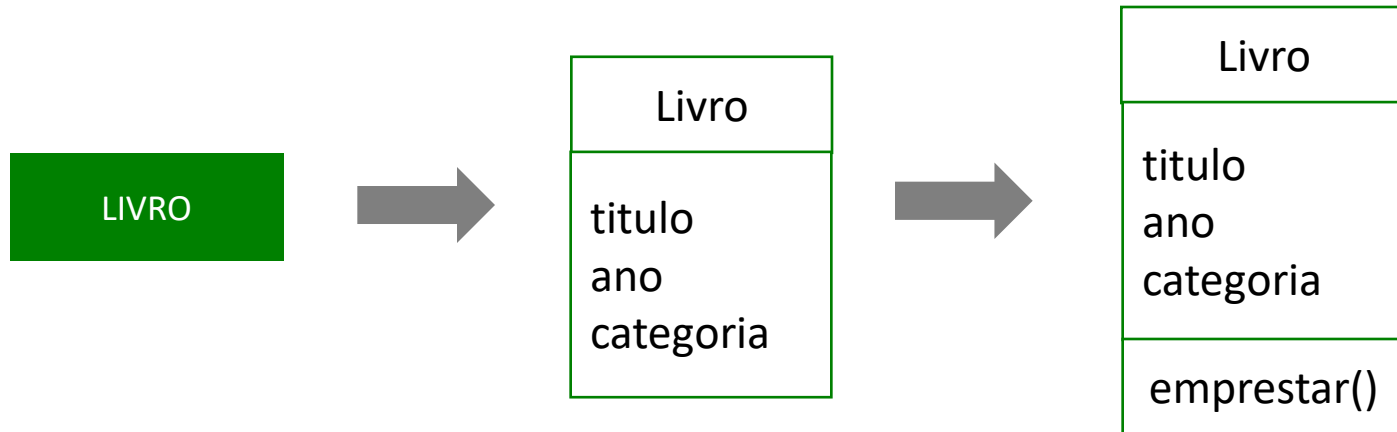 LIVRO
Livro
titulo
ano
categoria
Livro
titulo
ano
categoria
emprestar()